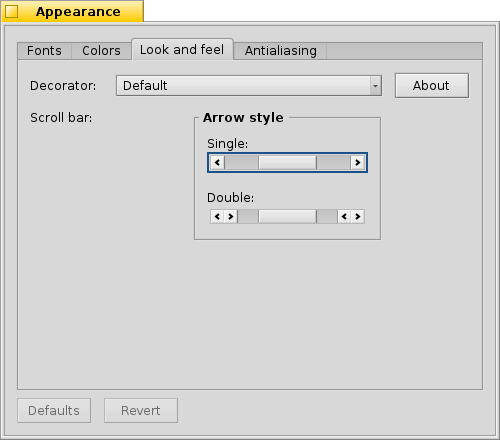 Appearance
Fonts Colors Look and feel Antialiasing
Decorator: Default About
Scroll bar: Arrow style
Single:
Double:
Defaults Revert